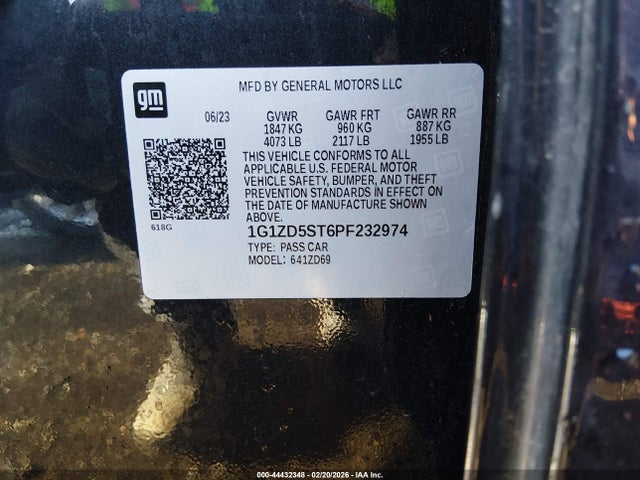 gm
MFD BY GENERAL MOTORS LLC
06/23 GVWR GAWR FRT GAWR RR
1847 KG 960 KG 887 KG
4073 LB 2117 LB 1955 LB
THIS VEHICLE CONFORMS TO ALL
APPLICABLE U.S. FEDERAL MOTOR
VEHICLE SAFETY, BUMPER, AND THEFT
PREVENTION STANDARDS IN EFFECT ON
THE DATE OF MANUFACTURE SHOWN
ABOVE.
618G
1G1ZD5ST6PF232974
TYPE: PASS CAR
MODEL: 641ZD69
000-44432348 - 02/20/2026 - IAA Inc.